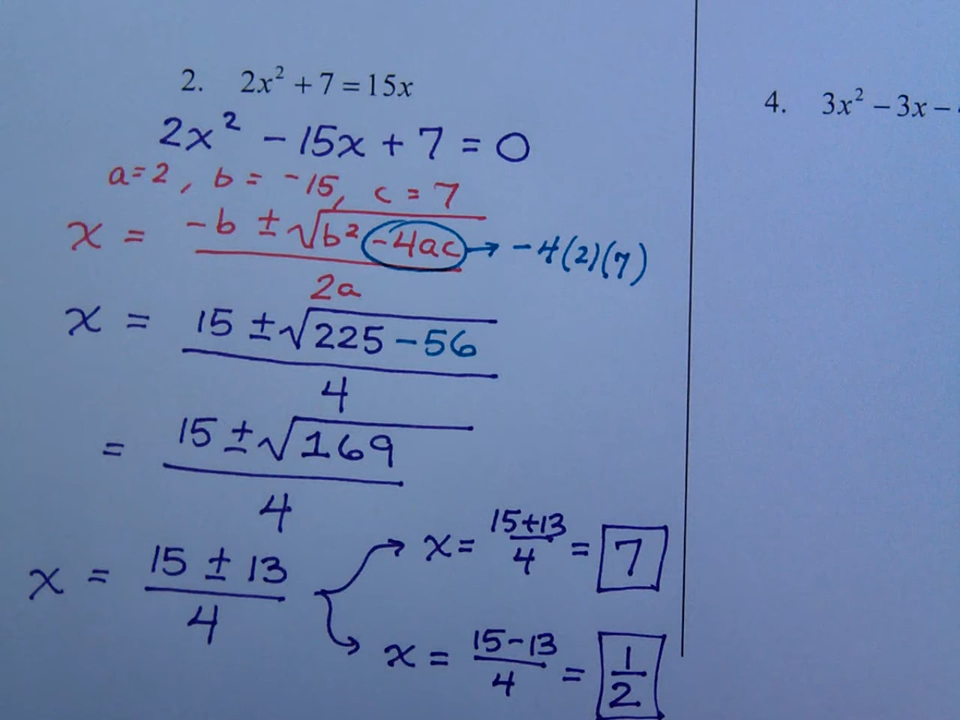 2. 2x² + 7 = 15x
2x² - 15x + 7 = 0
a=2, b = -15, c = 7
x = (-b ± √(b² - 4ac))/2a → -4(2)(7)
x = (15 ± √(225 - 56))/4
= (15 ± √169)/4
x = (15 ± 13)/4
x = (15+13)/4 = 7
x = (15-13)/4 = 1/2
4. 3x² - 3x -